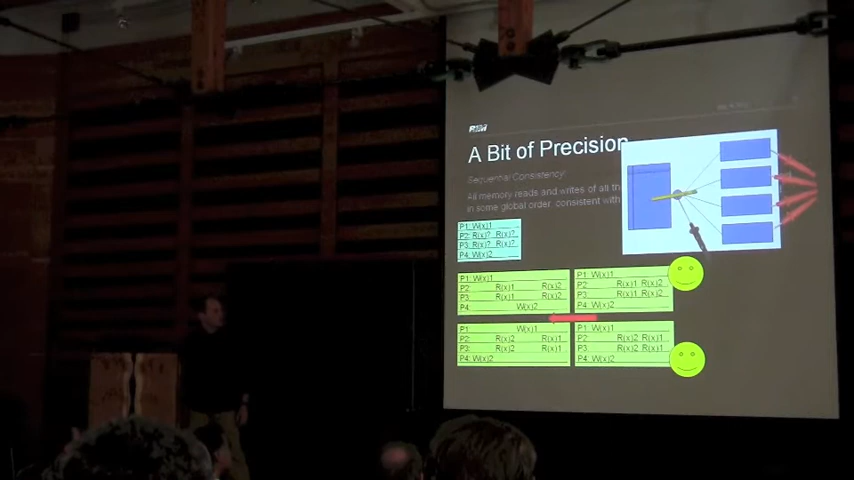 A Bit of Precision
Sequential Consistency:
All memory reads and writes of all th
in some global order consistent with
P1: W(x)1
P2: R(x)? R(x)?
P3: R(x)? R(x)?
P4: W(x)2
P1: W(x)1
P2: R(x)1 R(x)2
P3: R(x)1 R(x)2
P4: W(x)2
P1: W(x)1
P2: R(x)1 R(x)2
P3: R(x)1 R(x)2
P4: W(x)2
P1: W(x)1
P2: R(x)2 R(x)1
P3: R(x)2 R(x)1
P4: W(x)2
P1: W(x)1
P2: R(x)2 R(x)1
P3: R(x)2 R(x)1
P4: W(x)2